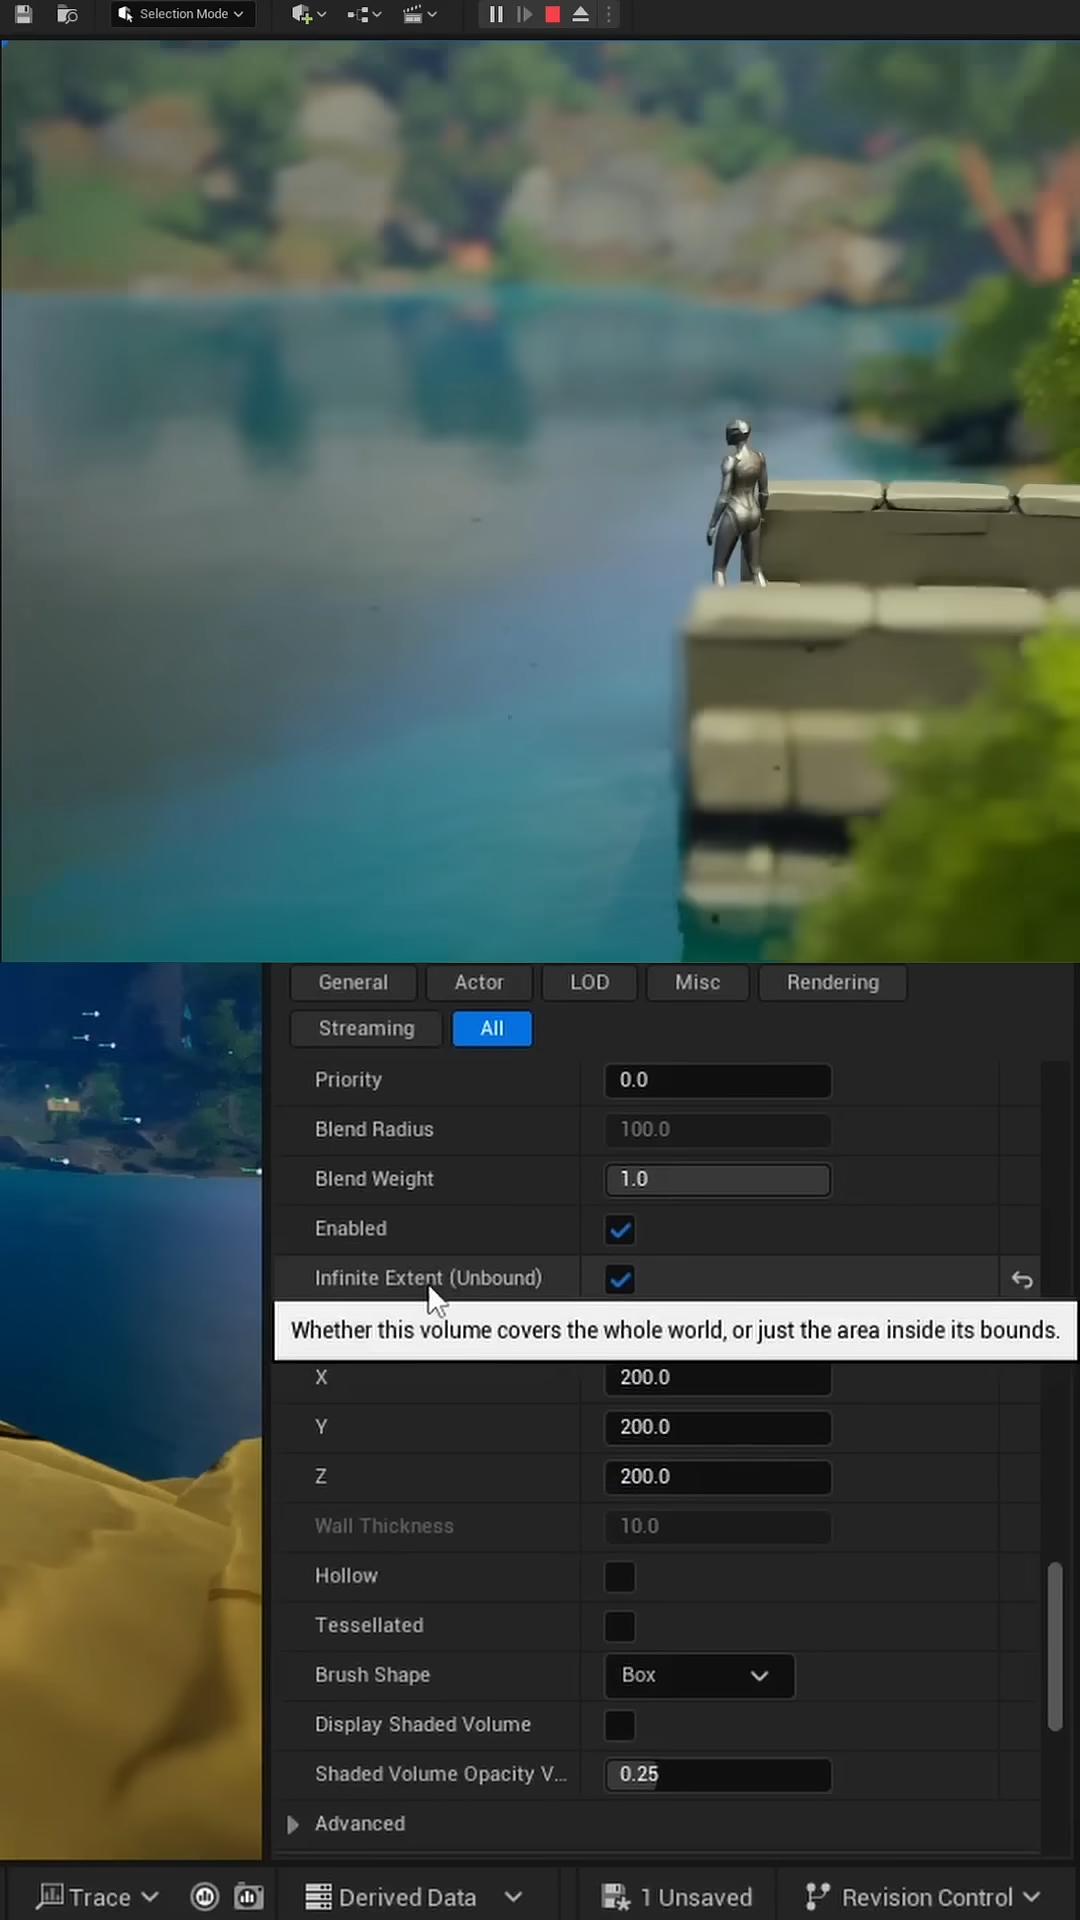 Selection Mode
General Actor LOD Misc Rendering
Streaming All
Priority 0.0
Blend Radius 100.0
Blend Weight 1.0
Enabled
Infinite Extent (Unbound)
Whether this volume covers the whole world, or just the area inside its bounds.
X 200.0
Y 200.0
Z 200.0
Wall Thickness 10.0
Hollow
Tessellated
Brush Shape Box
Display Shaded Volume
Shaded Volume Opacity V... 0.25
Advanced
Trace Derived Data 1 Unsaved Revision Control